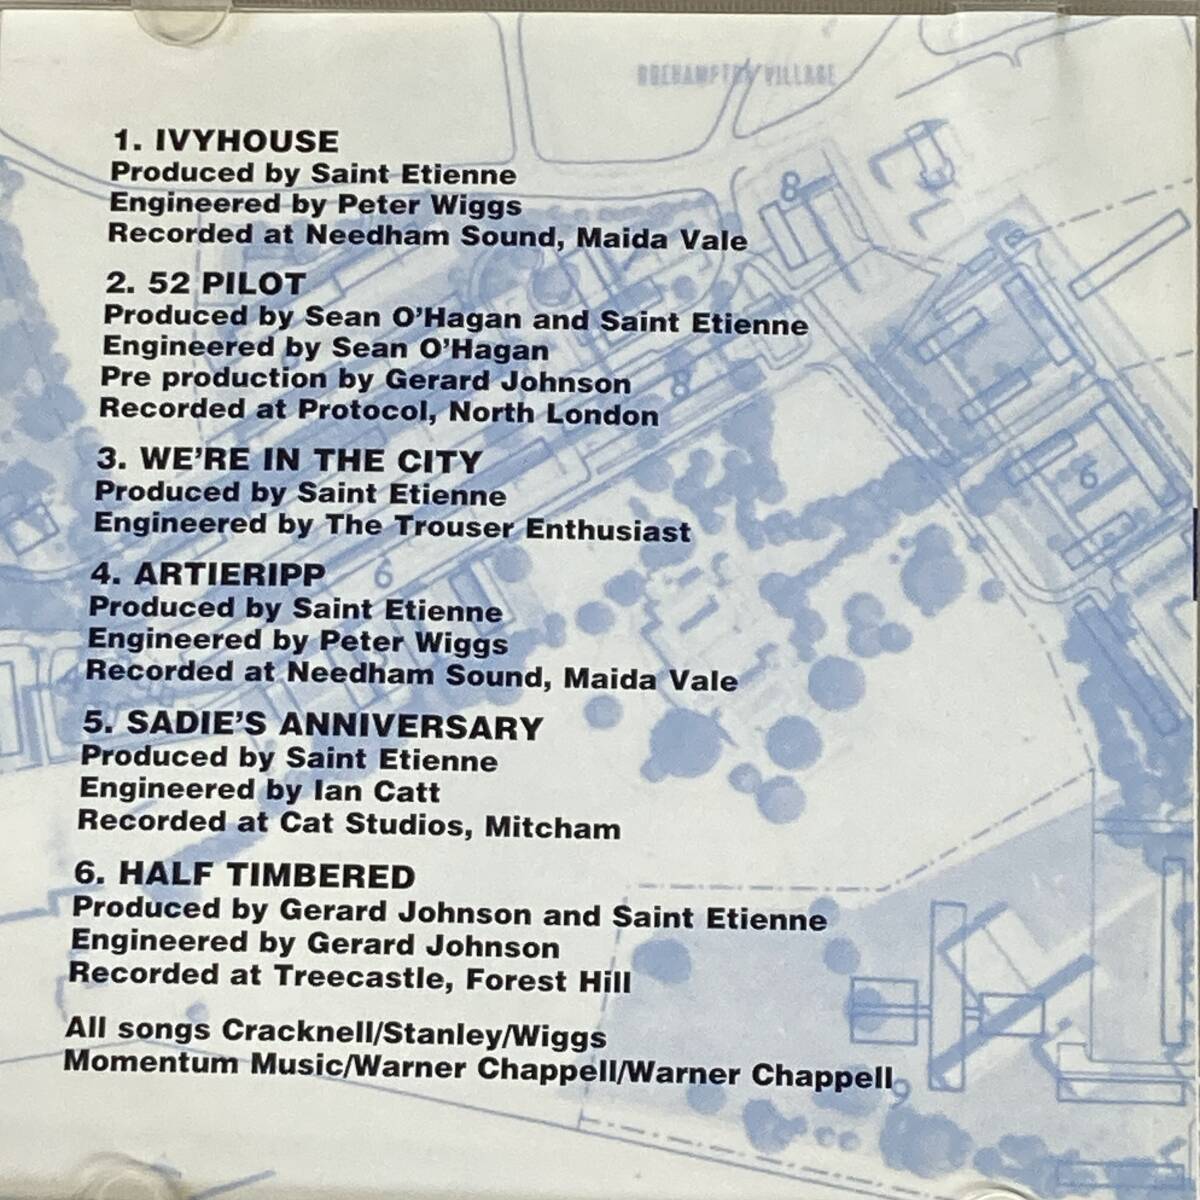 ROEHAMPTON VILLAGE
1. IVYHOUSE
Produced by Saint Etienne
Engineered by Peter Wiggs
Recorded at Needham Sound, Maida Vale
8
2. 52 PILOT
Produced by Sean O'Hagan and Saint Etienne
Engineered by Sean O'Hagan
Pre production by Gerard Johnson
8
Recorded at Protocol, North London
3. WE'RE IN THE CITY
6
Produced by Saint Etienne
Engineered by The Trouser Enthusiast
4. ARTIERIPP
6
Produced by Saint Etienne
Engineered by Peter Wiggs
Recorded at Needham Sound, Maida Vale
5. SADIE'S ANNIVERSARY
Produced by Saint Etienne
Engineered by Ian Catt
Recorded at Cat Studios, Mitcham
6. HALF TIMBERED
Produced by Gerard Johnson and Saint Etienne
Engineered by Gerard Johnson
Recorded at Treecastle, Forest Hill
All songs Cracknell/Stanley/Wiggs
Momentum Music/Warner Chappell/Warner Chappell
9